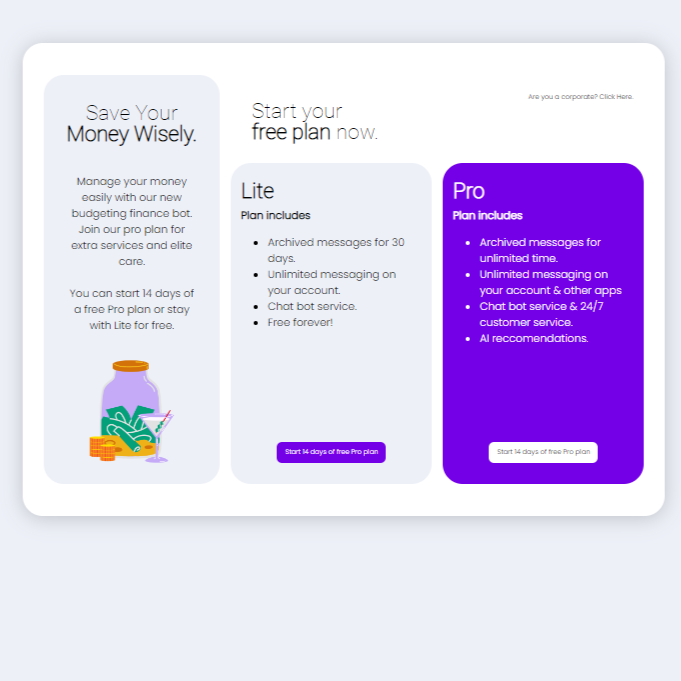 Save Your
Money Wisely.
Manage your money
easily with our new
budgeting finance bot.
Join our pro plan for
extra services and elite
care.
You can start 14 days of
a free Pro plan or stay
with Lite for free.
Start your
free plan now.
Are you a corporate? Click Here.
Lite
Plan includes
Archived messages for 30
days.
Unlimited messaging on
your account.
Chat bot service.
Free forever!
Start 14 days of free Pro plan
Pro
Plan includes
Archived messages for
unlimited time.
Unlimited messaging on
your account & other apps
Chat bot service & 24/7
customer service.
AI reccomendations.
Start 14 days of free Pro plan